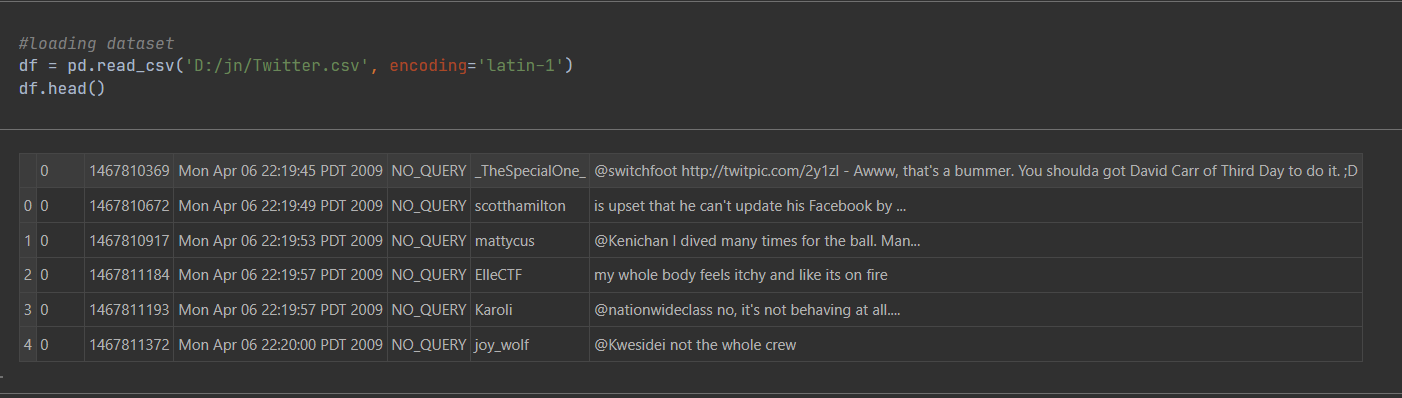 #loading dataset
df = pd.read_csv('D:/jn/Twitter.csv', encoding='latin-1')
df.head()
0 1467810369 Mon Apr 06 22:19:45 PDT 2009 NO_QUERY _TheSpecialOne_ @switchfoot http://twitpic.com/2y1zl - Awww, that's a bummer. You shoulda got David Carr of Third Day to do it. ;D
0 0 1467810672 Mon Apr 06 22:19:49 PDT 2009 NO_QUERY scotthamilton is upset that he can't update his Facebook by ...
1 0 1467810917 Mon Apr 06 22:19:53 PDT 2009 NO_QUERY mattycus @Kenichan I dived many times for the ball. Man...
2 0 1467811184 Mon Apr 06 22:19:57 PDT 2009 NO_QUERY ElleCTF my whole body feels itchy and like its on fire
3 0 1467811193 Mon Apr 06 22:19:57 PDT 2009 NO_QUERY Karoli @nationwideclass no, it's not behaving at all....
4 0 1467811372 Mon Apr 06 22:20:00 PDT 2009 NO_QUERY joy_wolf @Kwesidei not the whole crew